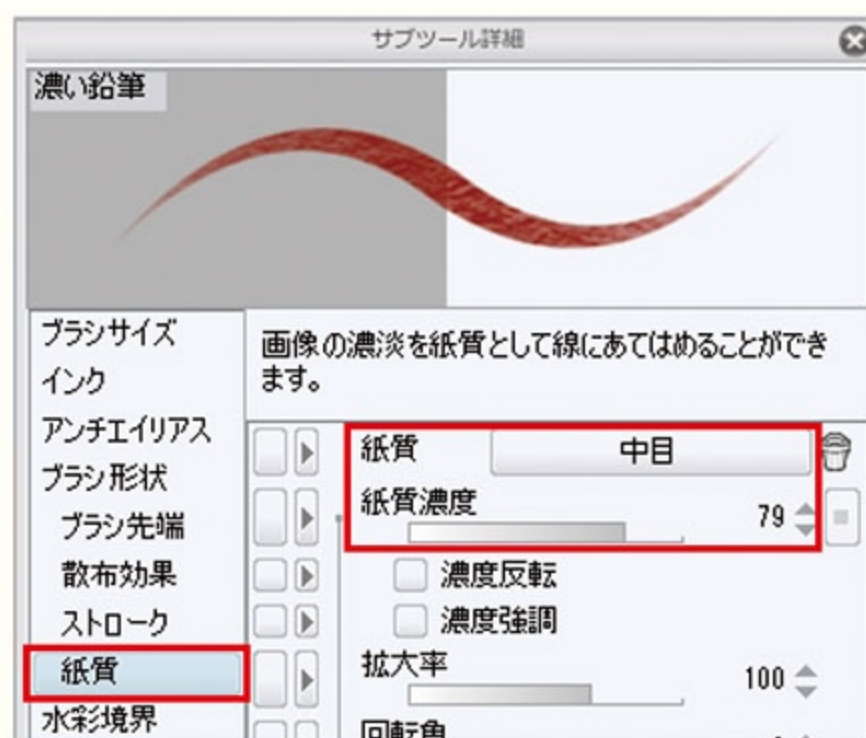 サブツール詳細
濃い鉛筆
ブラシサイズ
インク
アンチエイリアス
ブラシ形状
ブラシ先端
散布効果
ストローク
紙質
水彩境界
画像の濃淡を紙質として線にあてはめることができ
ます。
紙質 中目
紙質濃度 79
濃度反転
濃度強調
拡大率 100
回転角